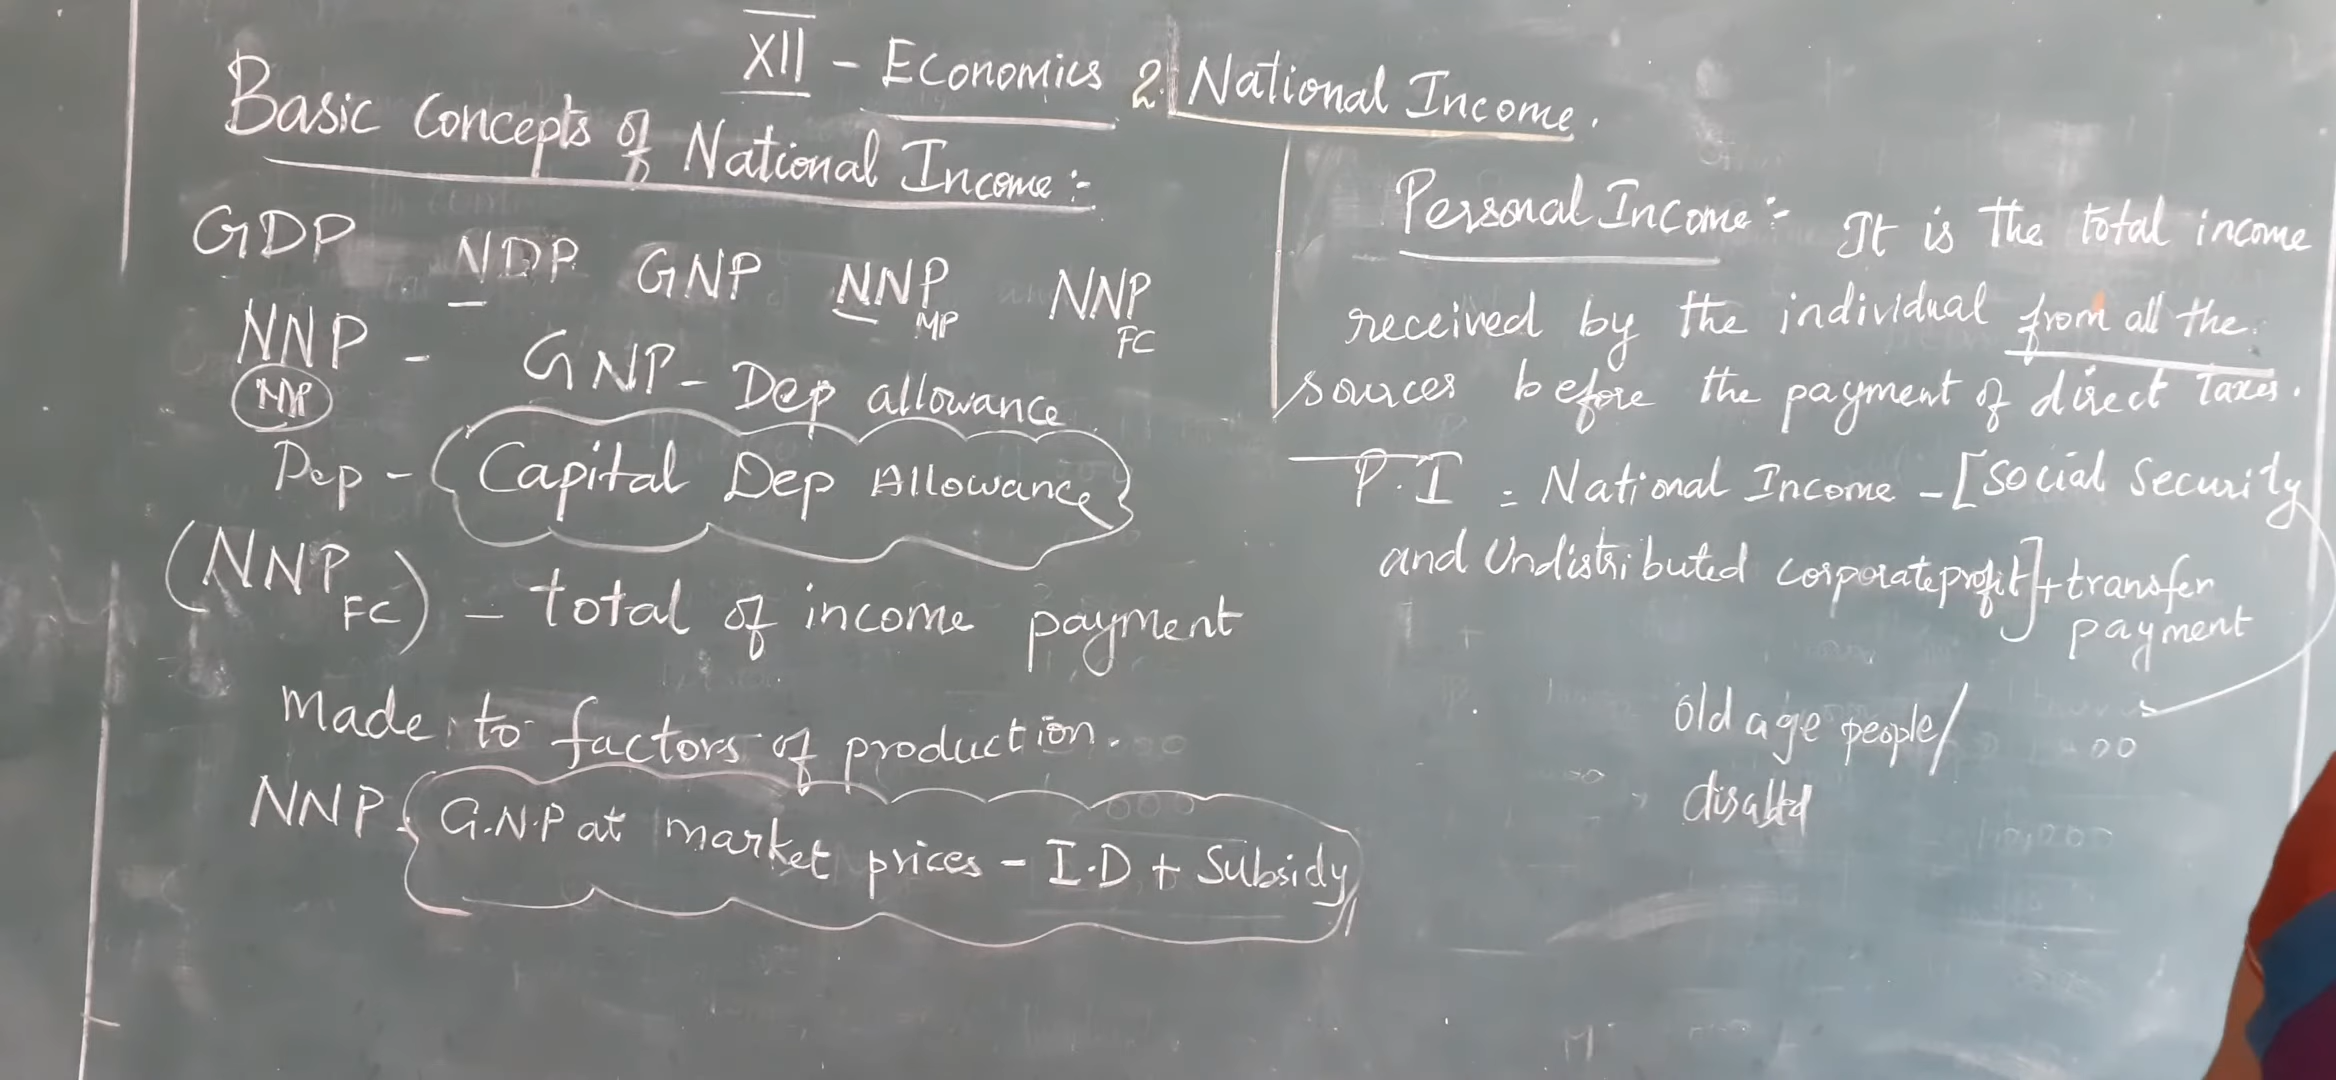 XII - Economics 2. National Income.
Basic Concepts of National Income :-
GDP NDP GNP NNP MP NNP FC
NNP - GNP - Dep allowance
MP
Dep - Capital Dep Allowance
(NNP FC) - total of income payment
made to factors of production.
NNP G.N.P at market prices - I.D + Subsidy
Personal Income :- It is the total income
received by the individual from all the
sources before the payment of direct Taxes.
P.I = National Income - [Social Security
and Undistributed corporate profit] + transfer
payment
old age people/
disabled